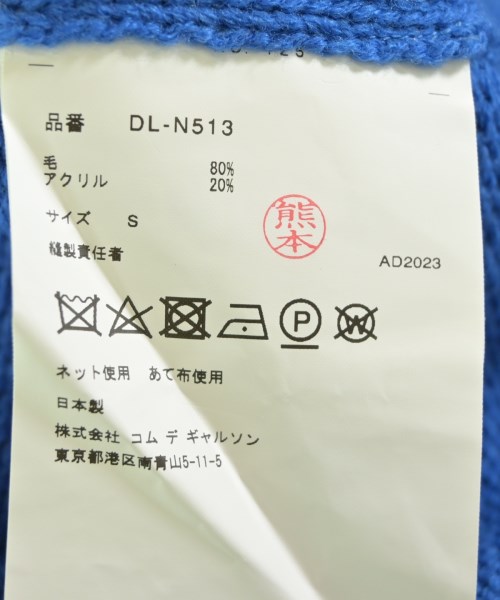 品番 DL-N513
毛 80%
アクリル 20%
サイズ S
熊本
縫製責任者
AD2023
P
W
ネット使用 あて布使用
日本製
株式会社 コム デ ギャルソン
東京都港区南青山5-11-5